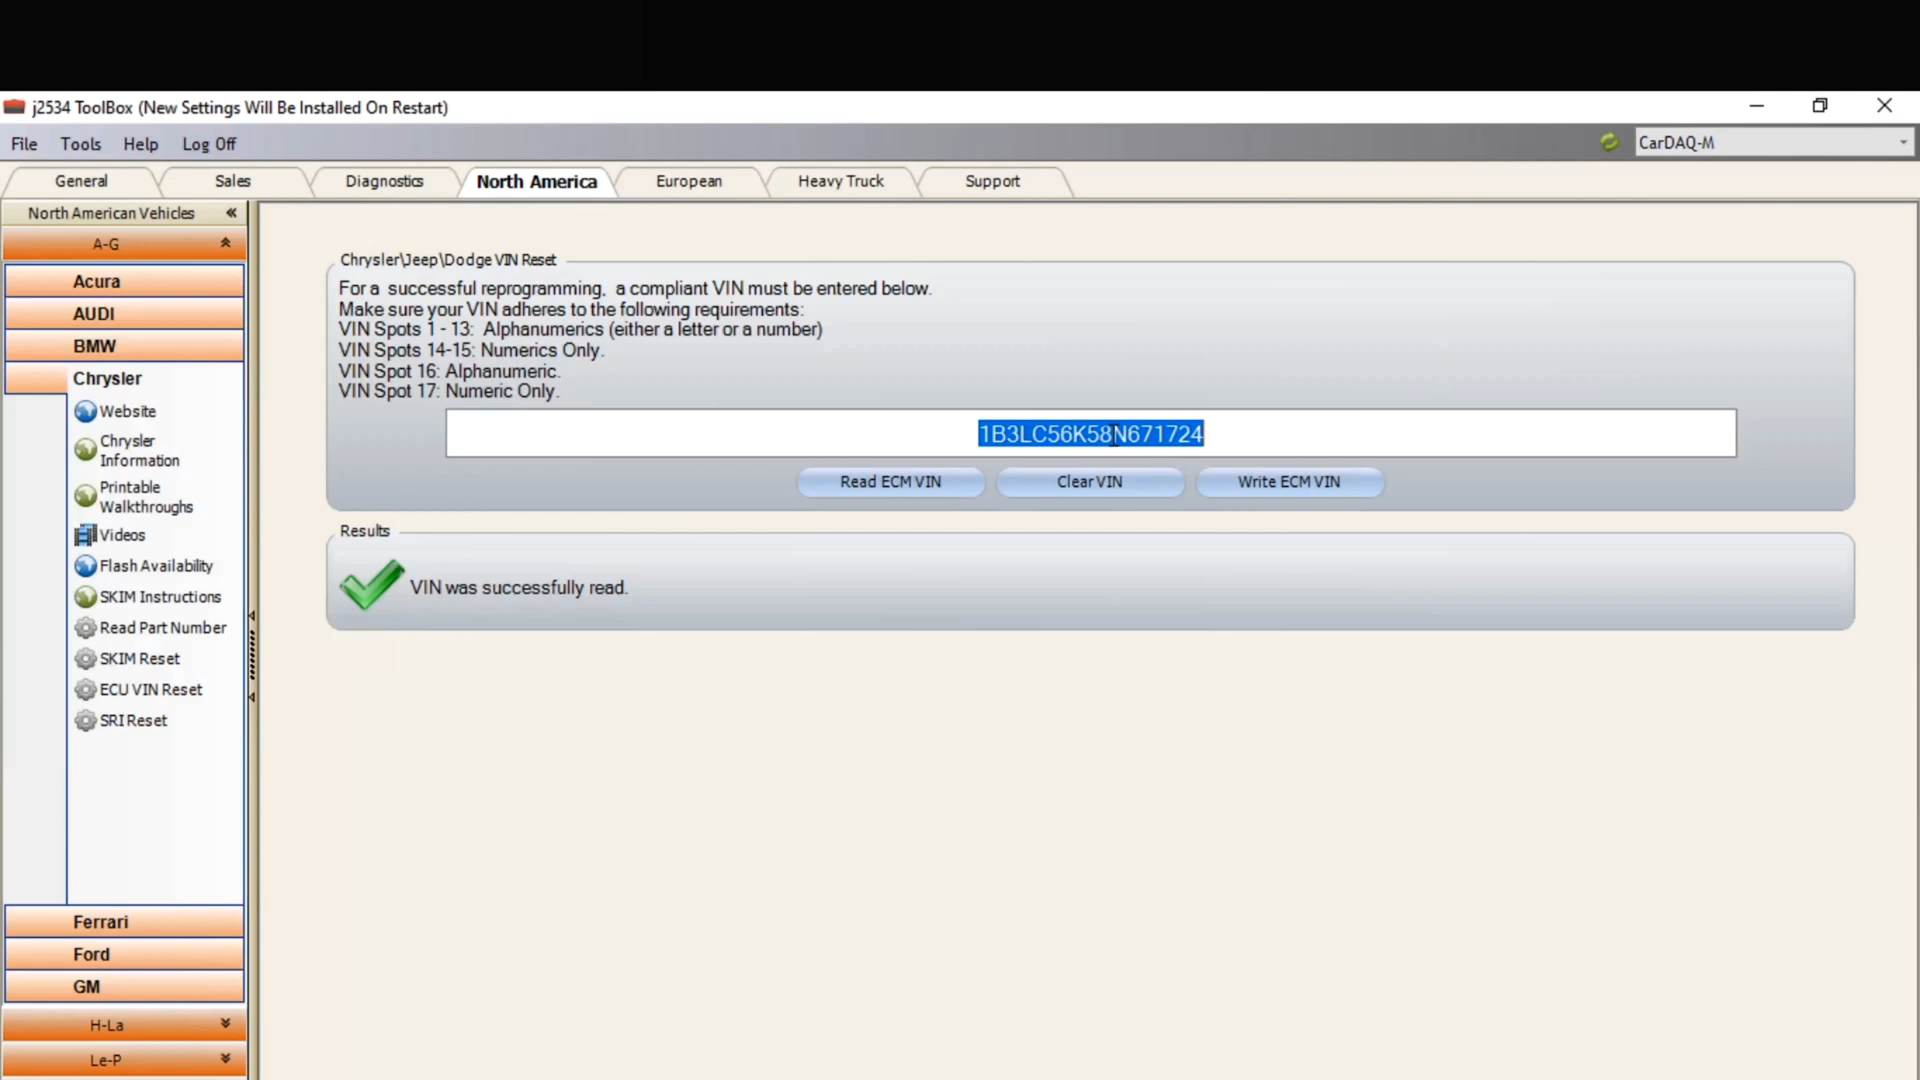 j2534 ToolBox (New Settings Will Be Installed On Restart)
File Tools Help Log Off
CarDAQ-M
General Sales Diagnostics North America European Heavy Truck Support
North American Vehicles
A-G
Acura
AUDI
BMW
Chrysler
Website
Chrysler
Information
Printable
Walkthroughs
Videos
Flash Availability
SKIM Instructions
Read Part Number
SKIM Reset
ECU VIN Reset
SRI Reset
Ferrari
Ford
GM
H-La
Le-P
Chrysler\Jeep\Dodge VIN Reset
For a successful reprogramming, a compliant VIN must be entered below.
Make sure your VIN adheres to the following requirements:
VIN Spots 1 - 13: Alphanumerics (either a letter or a number)
VIN Spots 14-15: Numerics Only.
VIN Spot 16: Alphanumeric.
VIN Spot 17: Numeric Only.
1B3LC56K58N671724
Read ECM VIN Clear VIN Write ECM VIN
Results
VIN was successfully read.